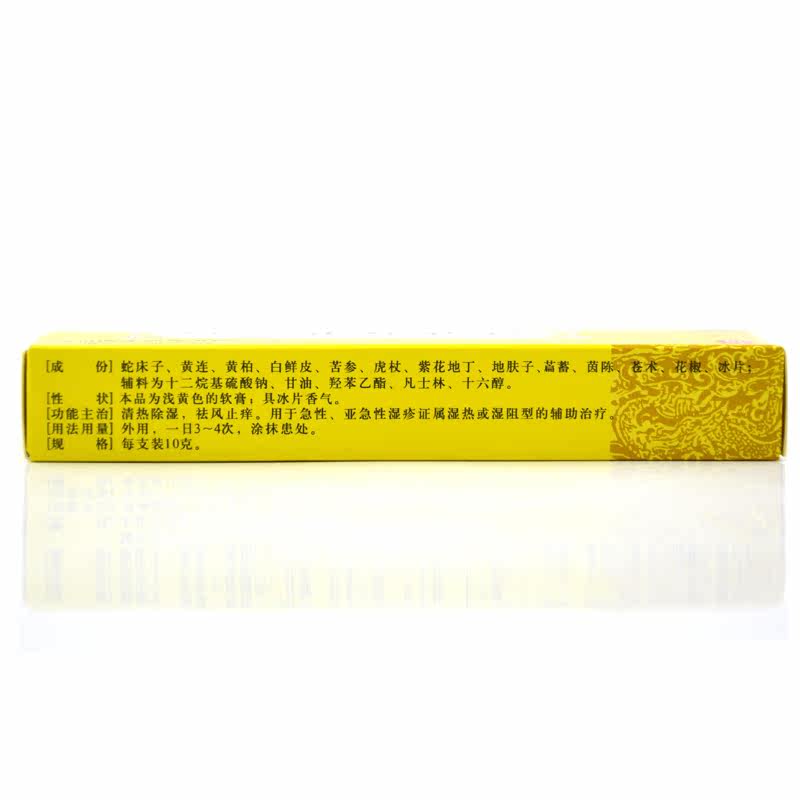 [成 份] 蛇床子、黄连、黄柏、白鲜皮、苦参、虎杖、紫花地丁、地肤子、萹蓄、茵陈、苍术、花椒、冰片；
辅料为十二烷基硫酸钠、甘油、羟苯乙酯、凡士林、十六醇。
[性 状] 本品为浅黄色的软膏；具冰片香气。
[功能主治] 清热除湿，祛风止痒。用于急性、亚急性湿疹证属湿热或湿阻型的辅助治疗。
[用法用量] 外用，一日3~4次，涂抹患处。
[规 格] 每支装10克。